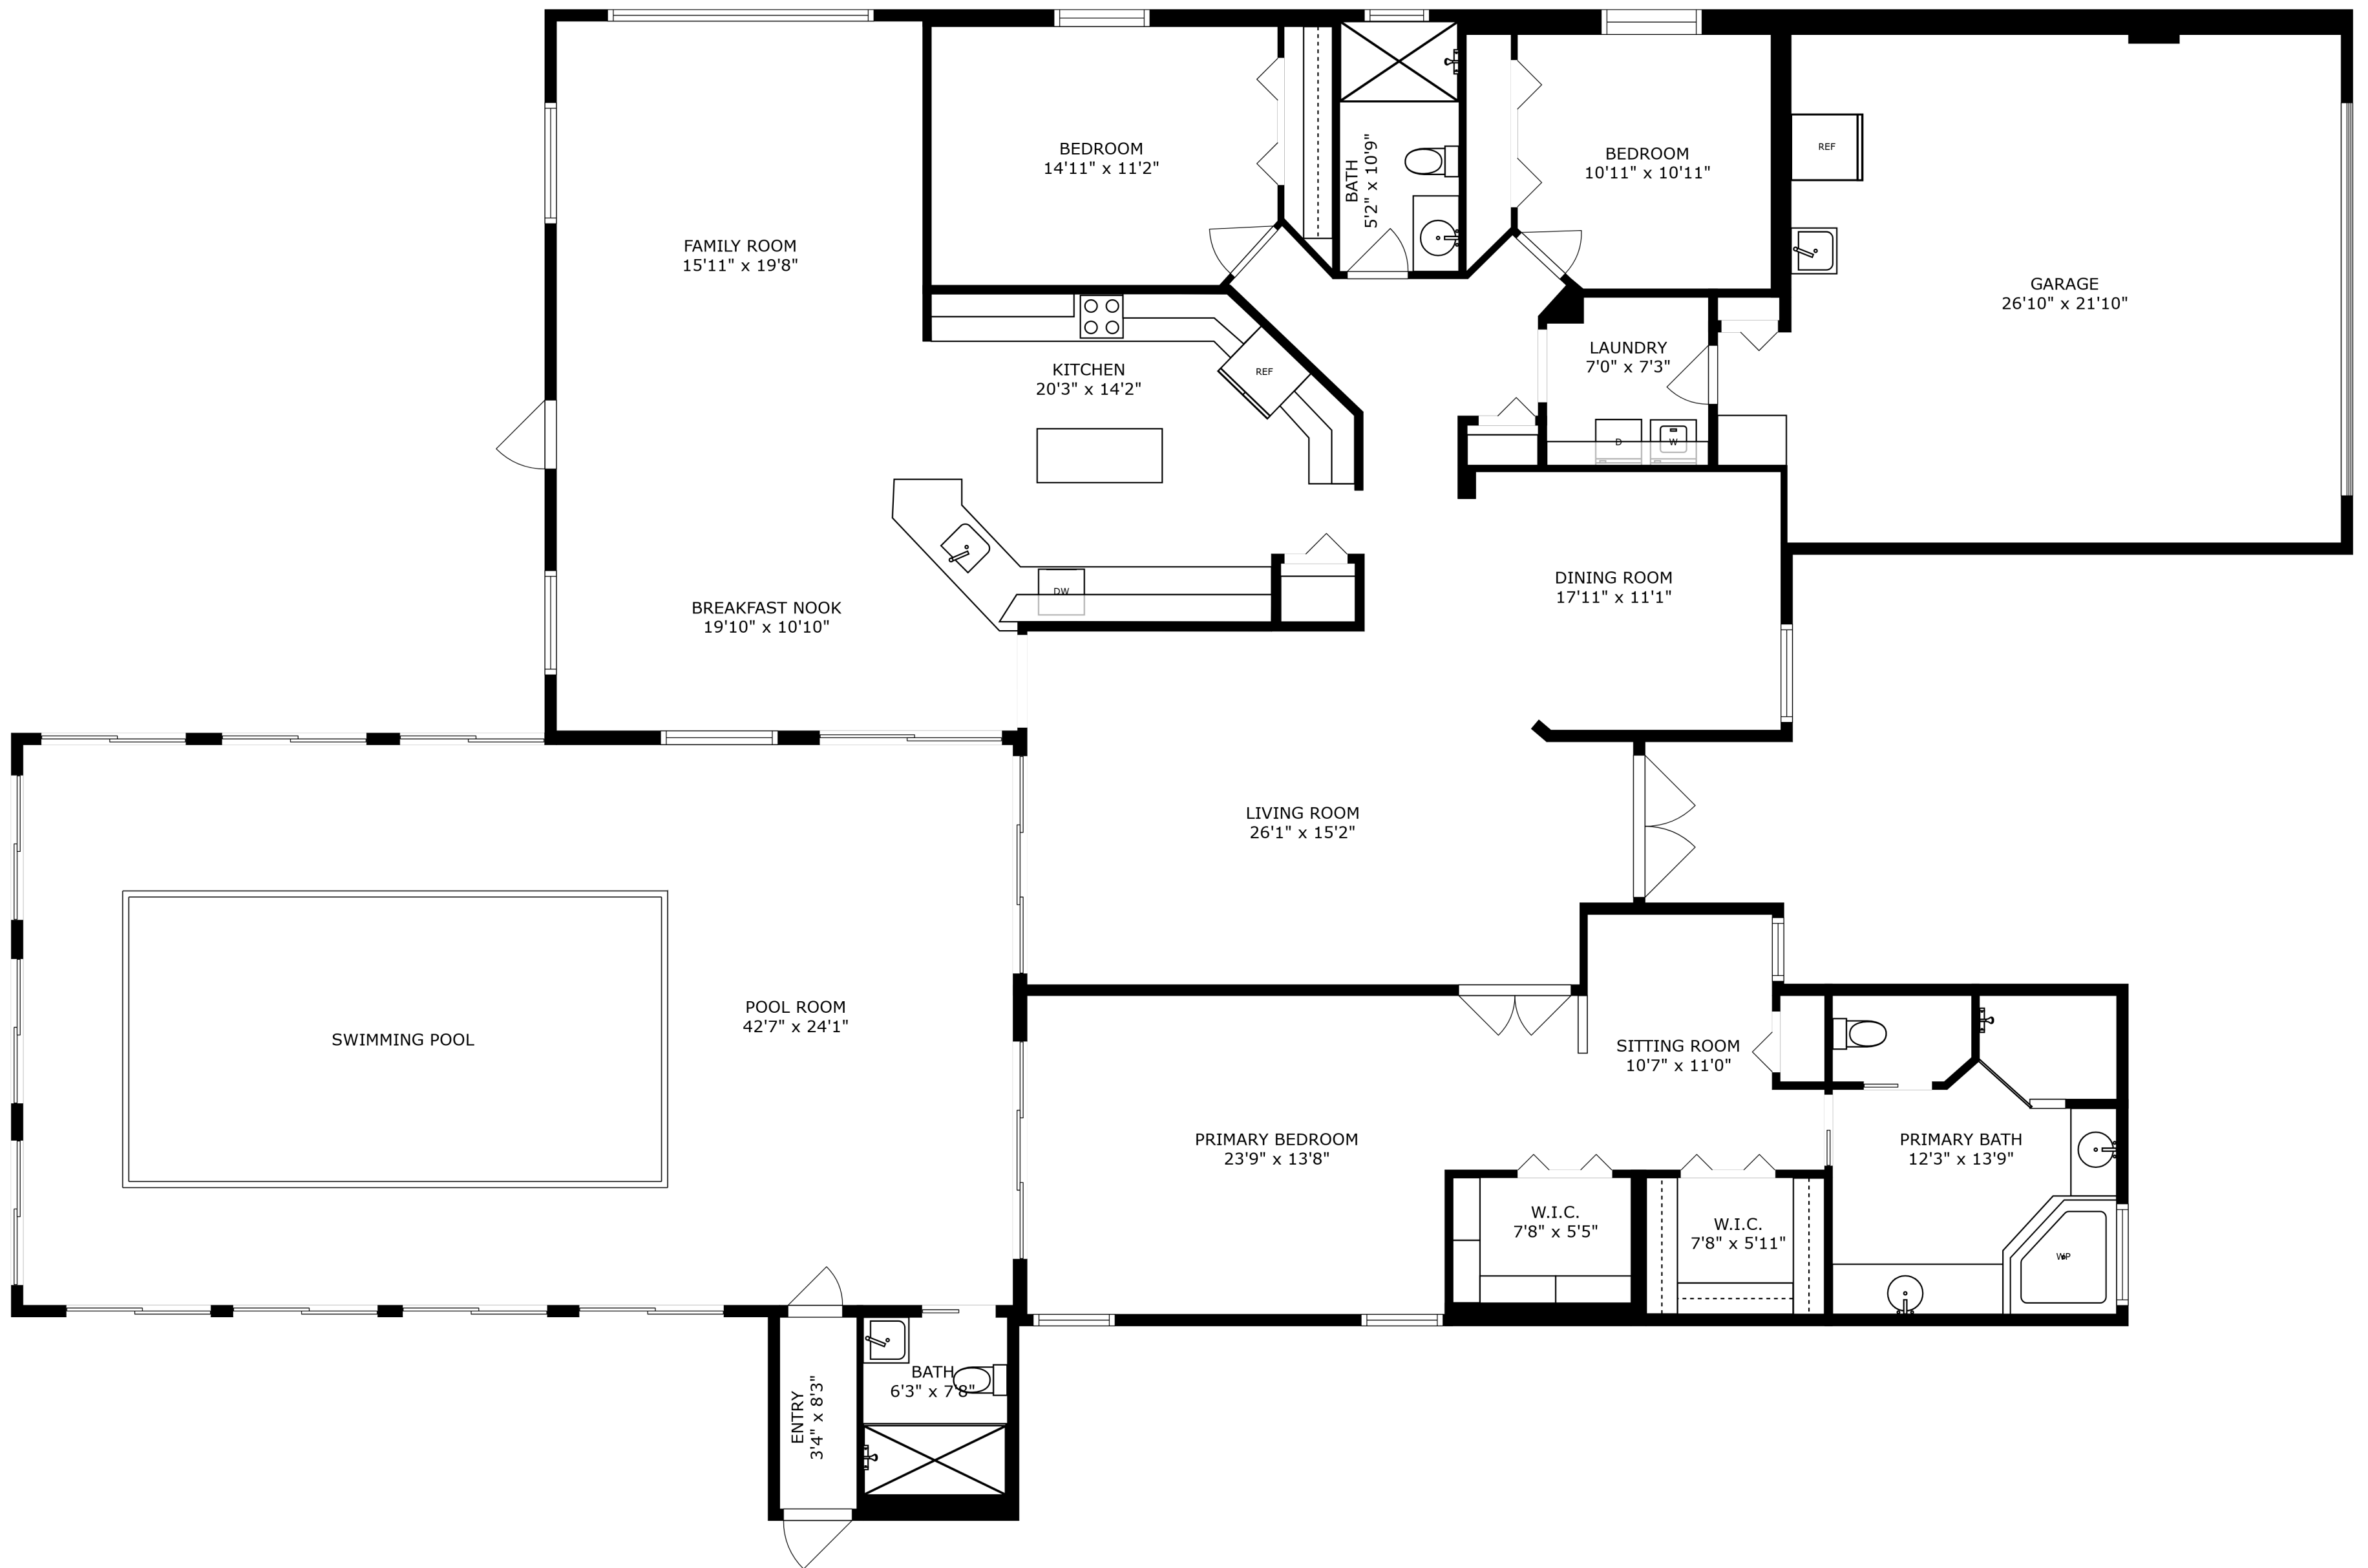 BEDROOM
14'11" x 11'2"
BATH
5'2" x 10'9"
BEDROOM
10'11" x 10'11"
REF
FAMILY ROOM
15'11" x 19'8"
GARAGE
26'10" x 21'10"
KITCHEN
20'3" x 14'2"
REF
LAUNDRY
7'0" x 7'3"
D
W
BREAKFAST NOOK
19'10" x 10'10"
DW
DINING ROOM
17'11" x 11'1"
LIVING ROOM
26'1" x 15'2"
POOL ROOM
42'7" x 24'1"
SWIMMING POOL
SITTING ROOM
10'7" x 11'0"
PRIMARY BEDROOM
23'9" x 13'8"
PRIMARY BATH
12'3" x 13'9"
W.I.C.
7'8" x 5'5"
W.I.C.
7'8" x 5'11"
WP
ENTRY
3'4" x 8'3"
BATH
6'3" x 7'8"